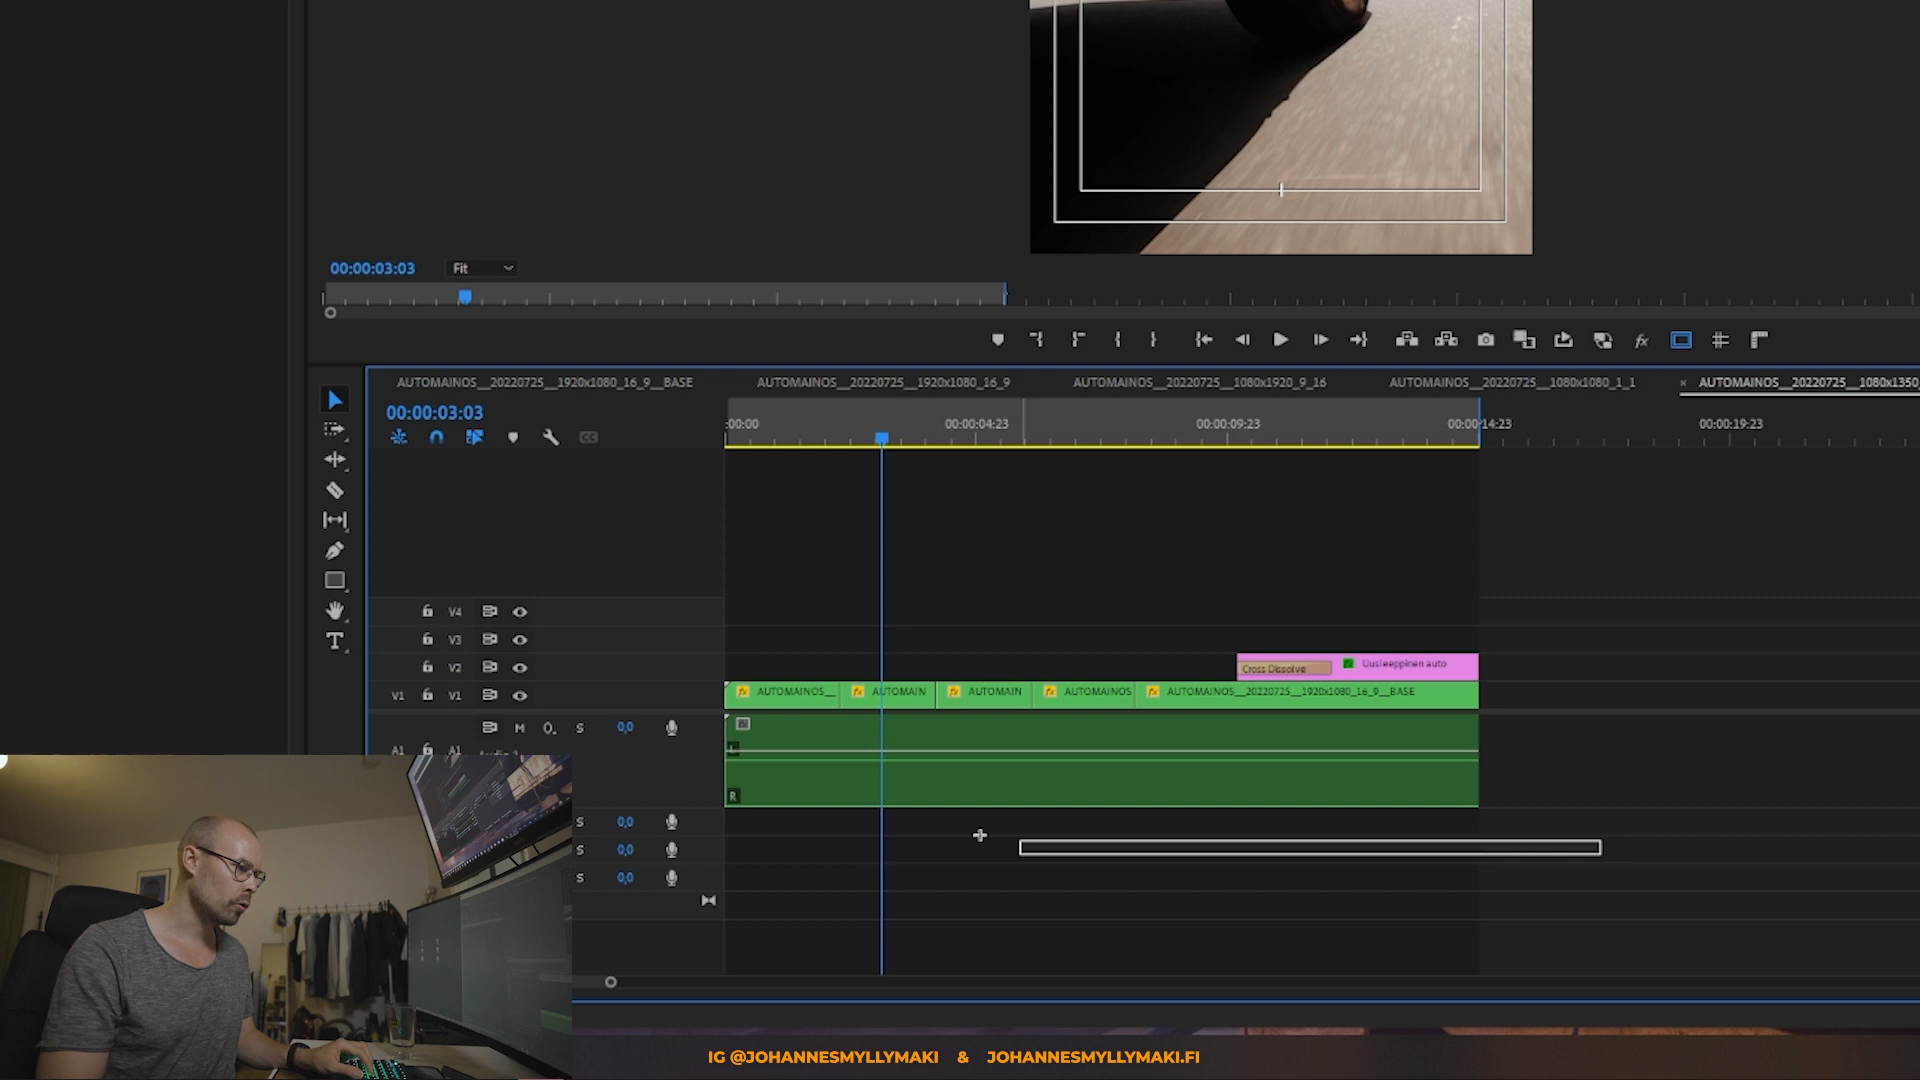 00:00:03:03 Fit
AUTOMAINOS__20220725__1920x1080_16_9__BASE AUTOMAINOS__20220725__1920x1080_16_9 AUTOMAINOS__20220725__1080x1920_9_16 AUTOMAINOS__20220725__1080x1080_1_1 × AUTOMAINOS__20220725__1080x1350_
00:00:03:03
:00:00 00:00:04:23 00:00:09:23 00:00:14:23 00:00:19:23
V4
V3
V2 Cross Dissolve Uusieeppinen auto
V1 V1 AUTOMAINOS__ AUTOMAIN AUTOMAIN AUTOMAINOS AUTOMAINOS__20220725__1920x1080_16_9__BASE
M S 0,0
A1 A1 L
R
S 0,0
S 0,0
S 0,0
IG @JOHANNESMYLLYMAKI & JOHANNESMYLLYMAKI.FI